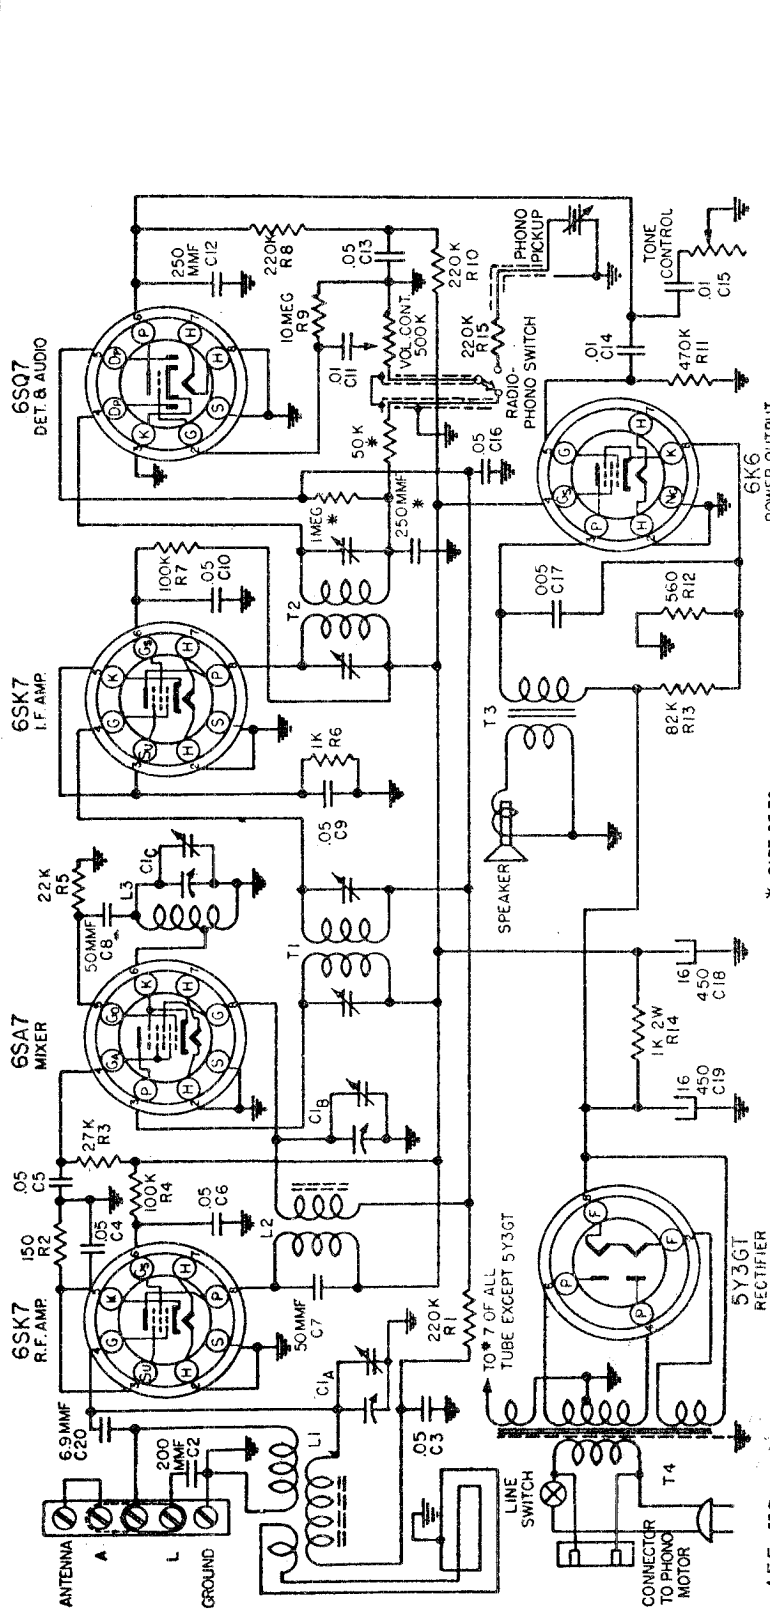 6SK7
R.F. AMP.
6SA7
MIXER
6SK7
I.F. AMP.
6SQ7
DET. & AUDIO
ANTENNA
A
L
GROUND
6.9 MMF
C20
200
MMF
C2
150
R2
.05
C5
.05
C4
27K
R3
100K
R4
.05
C6
50MMF
C7
L2
L1
C1A
C1B
.05
C3
220K
R1
22K
R5
50MMF
C8
L3
C1C
T1
.05
C9
1K
R6
100K
R7
.05
C10
T2
1MEG
*
250MMF
*
50K
*
250
MMF
C12
220K
R8
10MEG
R9
.05
C13
.01
C11
VOL. CONT.
500K
220K
R10
220K
R15
RADIO-
PHONO SWITCH
PHONO
PICKUP
.05
C16
.01
C14
470K
R11
TONE
CONTROL
.01
C15
6K6
POWER OUTPUT
005
C17
560
R12
82K
R13
T3
SPEAKER
16
450
C18
1K 2W
R14
16
450
C19
TO #7 OF ALL
TUBE EXCEPT 5Y3GT
5Y3GT
RECTIFIER
T4
LINE
SWITCH
CONNECTOR
TO PHONO
MOTOR